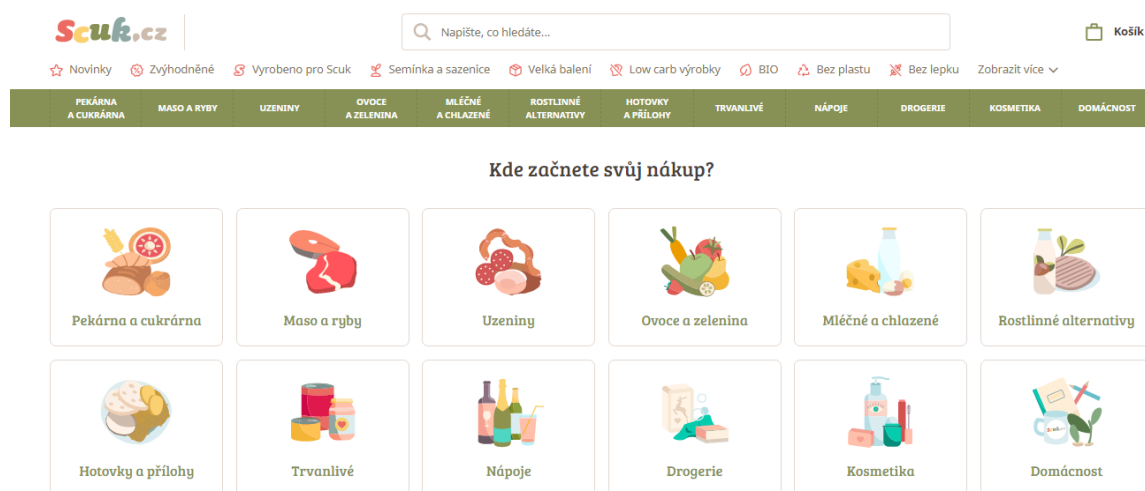 Scuk.cz
Napište, co hledáte...
Košík
Novinky
Zvýhodněné
Vyrobeno pro Scuk
Semínka a sazenice
Velká balení
Low carb výrobky
BIO
Bez plastu
Bez lepku
Zobrazit více
PEKÁRNA
A CUKRÁRNA
MASO A RYBY
UZENINY
OVOCE
A ZELENINA
MLÉČNÉ
A CHLAZENÉ
ROSTLINNÉ
ALTERNATIVY
HOTOVKY
A PŘÍLOHY
TRVANLIVÉ
NÁPOJE
DROGERIE
KOSMETIKA
DOMÁCNOST
Kde začnete svůj nákup?
Pekárna a cukrárna
Maso a ryby
Uzeniny
Ovoce a zelenina
Mléčné a chlazené
Rostlinné alternativy
Hotovky a přílohy
Trvanlivé
Nápoje
Drogerie
Kosmetika
Domácnost